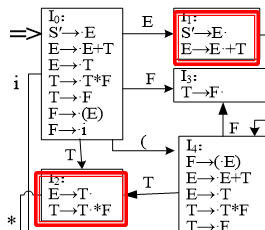 I₀:
S′→·E
E→·E+T
E→·T
T→·T*F
T→·F
F→·(E)
F→·i
E
I₁:
S′→E·
E→E·+T
i
F
I₃:
T→F·
(
T
I₄:
F→(·E)
E→·E+T
E→·T
T→·T*F
T→·F
F
T
I₂:
E→T·
T→T·*F
*